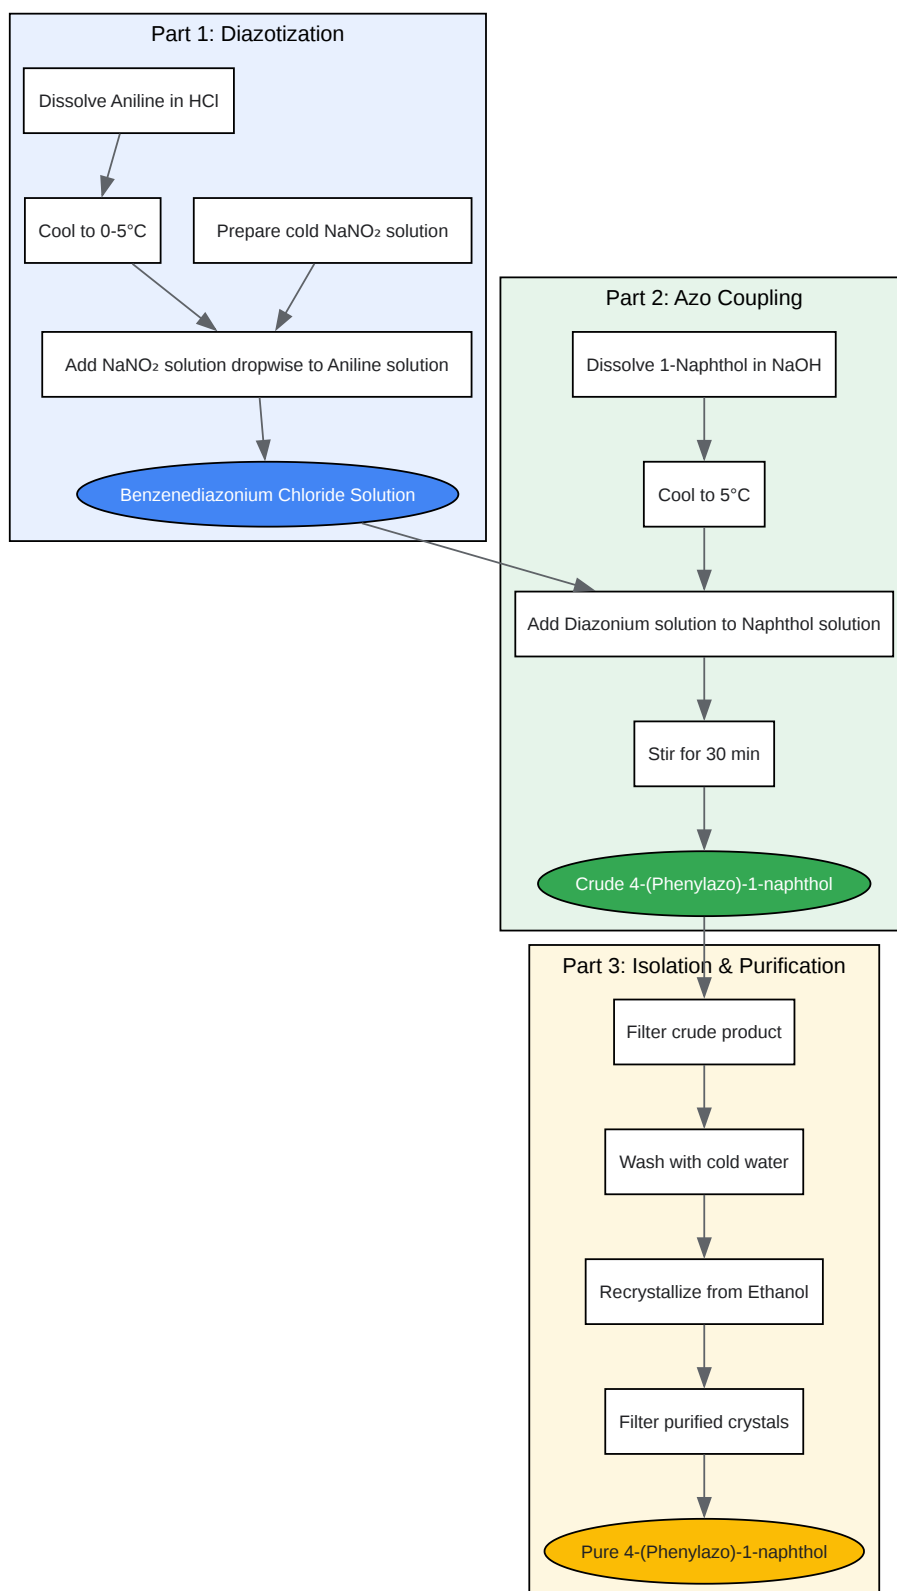 Part 1: Diazotization
Dissolve Aniline in HCl
Cool to 0-5°C
Prepare cold NaNO₂ solution
Add NaNO₂ solution dropwise to Aniline solution
Benzenediazonium Chloride Solution
Part 2: Azo Coupling
Dissolve 1-Naphthol in NaOH
Cool to 5°C
Add Diazonium solution to Naphthol solution
Stir for 30 min
Crude 4-(Phenylazo)-1-naphthol
Part 3: Isolation & Purification
Filter crude product
Wash with cold water
Recrystallize from Ethanol
Filter purified crystals
Pure 4-(Phenylazo)-1-naphthol